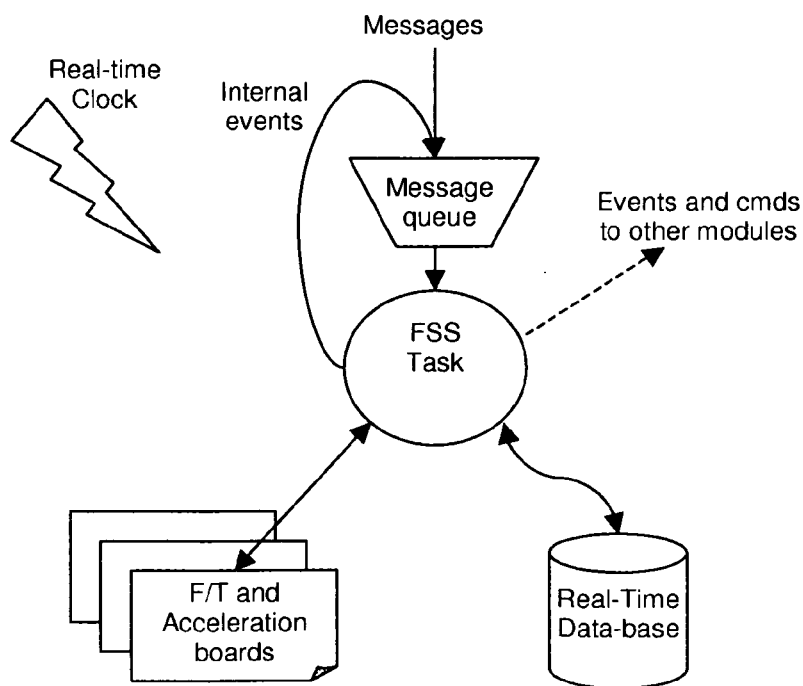 Messages
Real-time
Clock
Internal
events
Message
queue
Events and cmds
to other modules
FSS
Task
F/T and
Acceleration
boards
Real-Time
Data-base